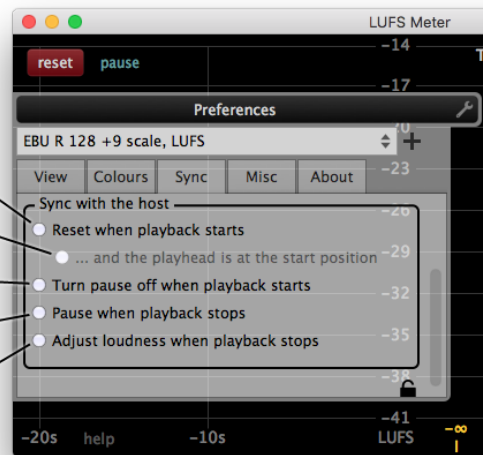 LUFS Meter
reset pause
-14
T
-17
Preferences
EBU R 128 +9 scale, LUFS
+
View Colours Sync Misc About
-23
Sync with the host
-26
Reset when playback starts
... and the playhead is at the start position
-29
Turn pause off when playback starts
-32
Pause when playback stops
-35
Adjust loudness when playback stops
-38
-41
-20s help -10s LUFS -∞